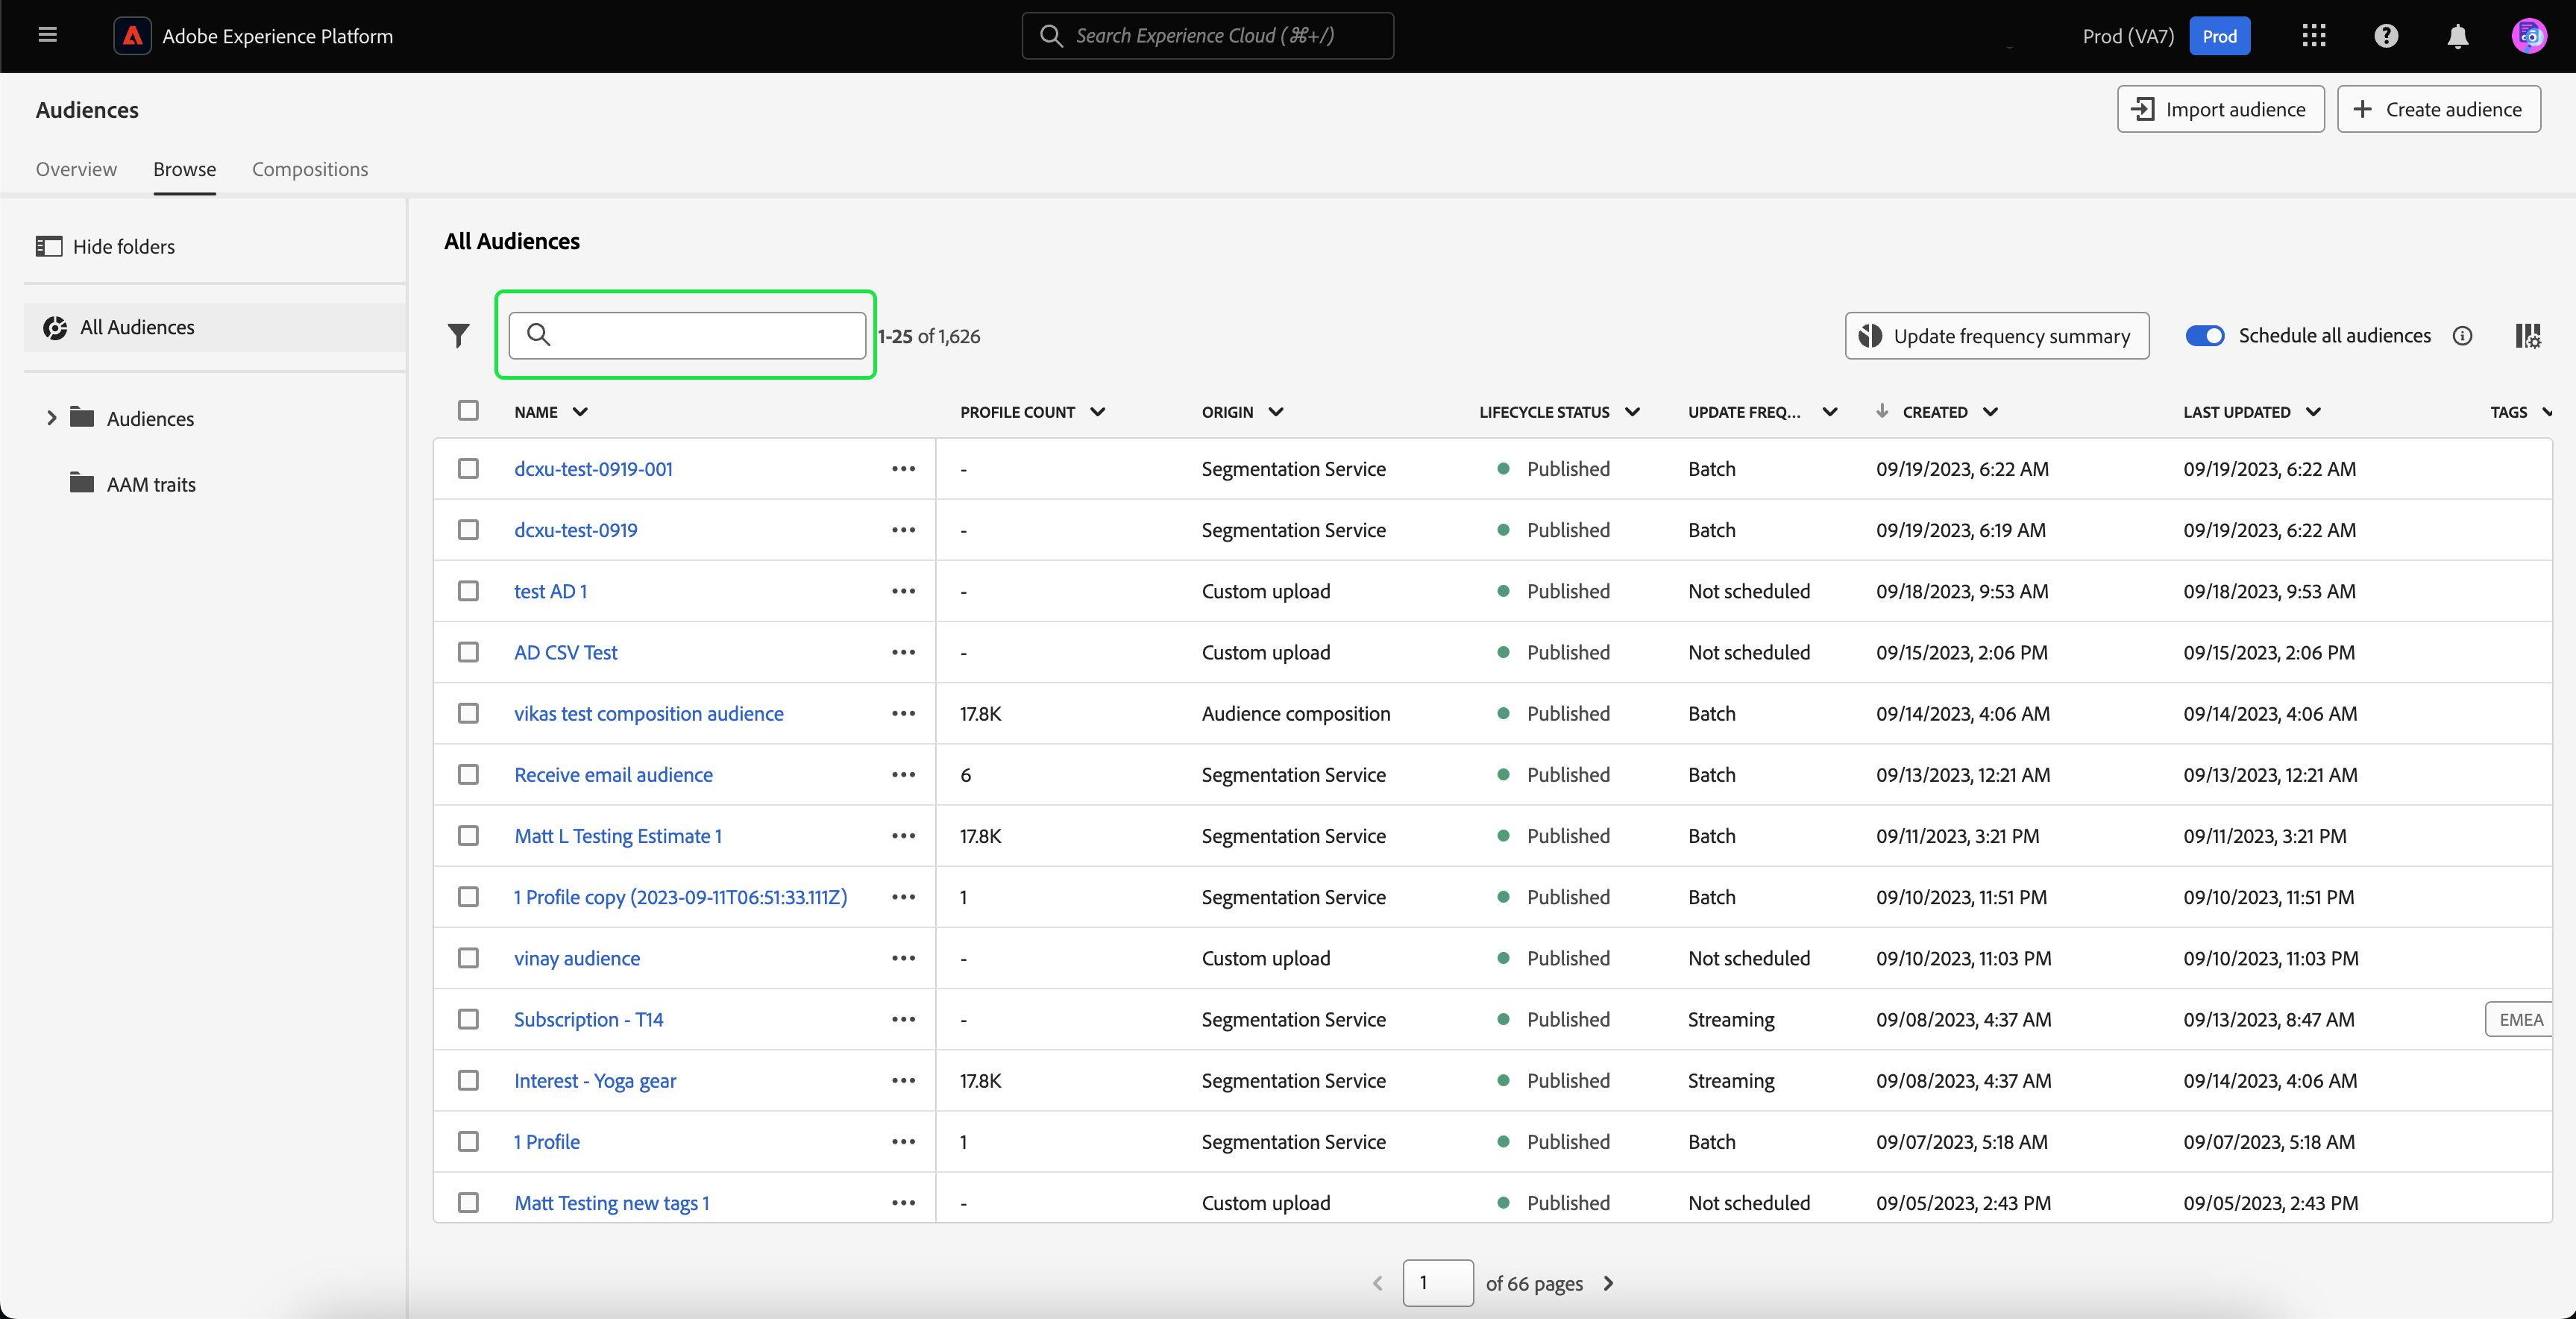 Adobe Experience Platform
Search Experience Cloud (⌘+/)
Prod (VA7) Prod
Audiences
Import audience
Create audience
Overview Browse Compositions
Hide folders
All Audiences
Audiences
AAM traits
All Audiences
1-25 of 1,626
Update frequency summary
Schedule all audiences
NAME PROFILE COUNT ORIGIN LIFECYCLE STATUS UPDATE FREQ... CREATED LAST UPDATED TAGS
dcxu-test-0919-001 ••• - Segmentation Service Published Batch 09/19/2023, 6:22 AM 09/19/2023, 6:22 AM
dcxu-test-0919 ••• - Segmentation Service Published Batch 09/19/2023, 6:19 AM 09/19/2023, 6:22 AM
test AD 1 ••• - Custom upload Published Not scheduled 09/18/2023, 9:53 AM 09/18/2023, 9:53 AM
AD CSV Test ••• - Custom upload Published Not scheduled 09/15/2023, 2:06 PM 09/15/2023, 2:06 PM
vikas test composition audience ••• 17.8K Audience composition Published Batch 09/14/2023, 4:06 AM 09/14/2023, 4:06 AM
Receive email audience ••• 6 Segmentation Service Published Batch 09/13/2023, 12:21 AM 09/13/2023, 12:21 AM
Matt L Testing Estimate 1 ••• 17.8K Segmentation Service Published Batch 09/11/2023, 3:21 PM 09/11/2023, 3:21 PM
1 Profile copy (2023-09-11T06:51:33.111Z) ••• 1 Segmentation Service Published Batch 09/10/2023, 11:51 PM 09/10/2023, 11:51 PM
vinay audience ••• - Custom upload Published Not scheduled 09/10/2023, 11:03 PM 09/10/2023, 11:03 PM
Subscription - T14 ••• - Segmentation Service Published Streaming 09/08/2023, 4:37 AM 09/13/2023, 8:47 AM EMEA
Interest - Yoga gear ••• 17.8K Segmentation Service Published Streaming 09/08/2023, 4:37 AM 09/14/2023, 4:06 AM
1 Profile ••• 1 Segmentation Service Published Batch 09/07/2023, 5:18 AM 09/07/2023, 5:18 AM
Matt Testing new tags 1 ••• - Custom upload Published Not scheduled 09/05/2023, 2:43 PM 09/05/2023, 2:43 PM
1 of 66 pages